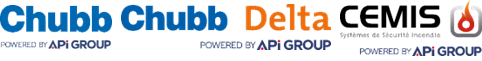 Chubb
POWERED BY APi GROUP
Chubb Delta
POWERED BY APi GROUP
CEMIS
Systèmes de Sécurité Incendie
POWERED BY APi GROUP